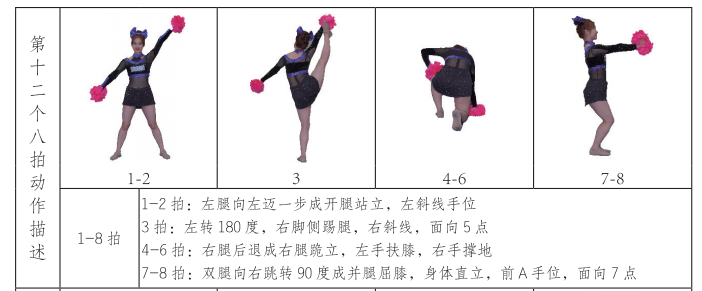 第十二个八拍动作描述
1-2
3
4-6
7-8
1-8 拍
1-2 拍：左腿向左迈一步成开腿站立，左斜线手位
3 拍：左转 180 度，右脚侧踢腿，右斜线，面向 5 点
4-6 拍：右腿后退成右腿跪立，左手扶膝，右手撑地
7-8 拍：双腿向右跳转 90 度成并腿屈膝，身体直立，前 A 手位，面向 7 点